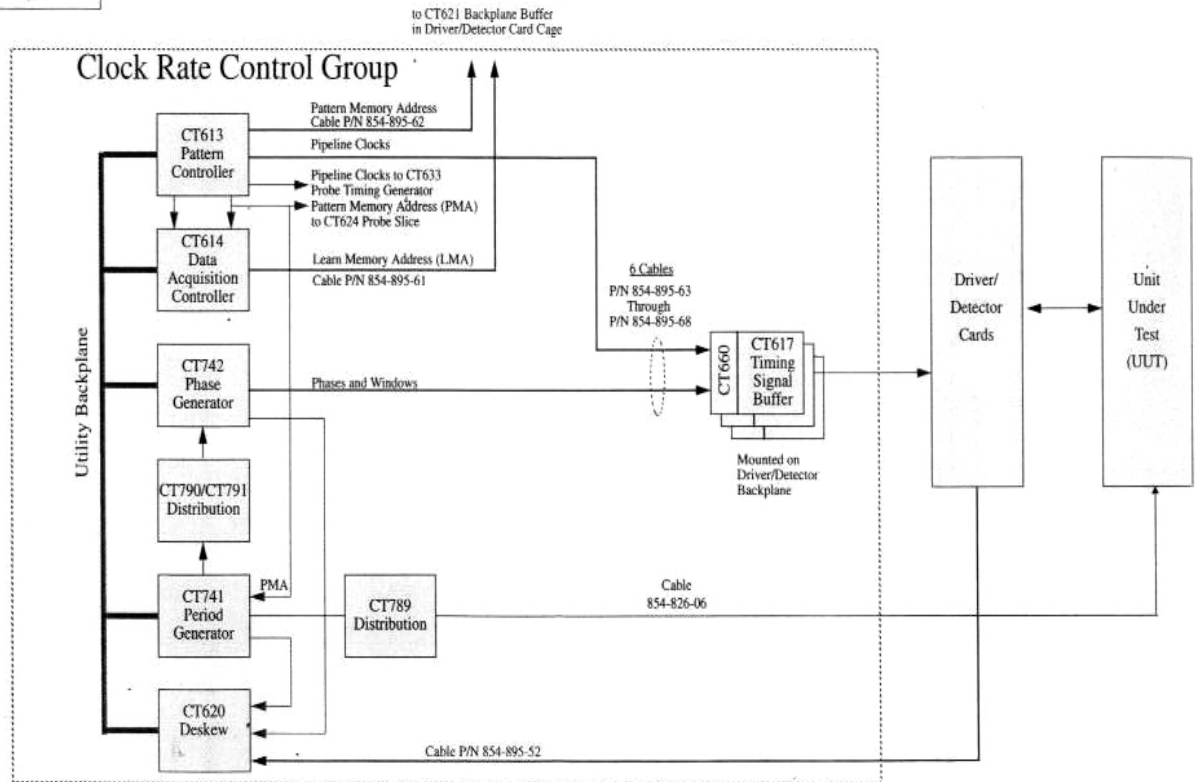 to CT621 Backplane Buffer
in Driver/Detector Card Cage
Clock Rate Control Group
Pattern Memory Address
Cable P/N 854-895-62
CT613
Pattern
Controller
Pipeline Clocks
Pipeline Clocks to CT633
Probe Timing Generator
Pattern Memory Address (PMA)
to CT624 Probe Slice
CT614
Data
Acquisition
Controller
Learn Memory Address (LMA)
Cable P/N 854-895-61
6 Cables
P/N 854-895-63
Through
P/N 854-895-68
Driver/
Detector
Cards
Unit
Under
Test
(UUT)
Utility Backplane
CT742
Phase
Generator
Phases and Windows
CT660
CT617
Timing
Signal
Buffer
Mounted on
Driver/Detector
Backplane
CT790/CT791
Distribution
CT741
Period
Generator
PMA
CT789
Distribution
Cable
854-826-06
CT620
Deskew
Cable P/N 854-895-52